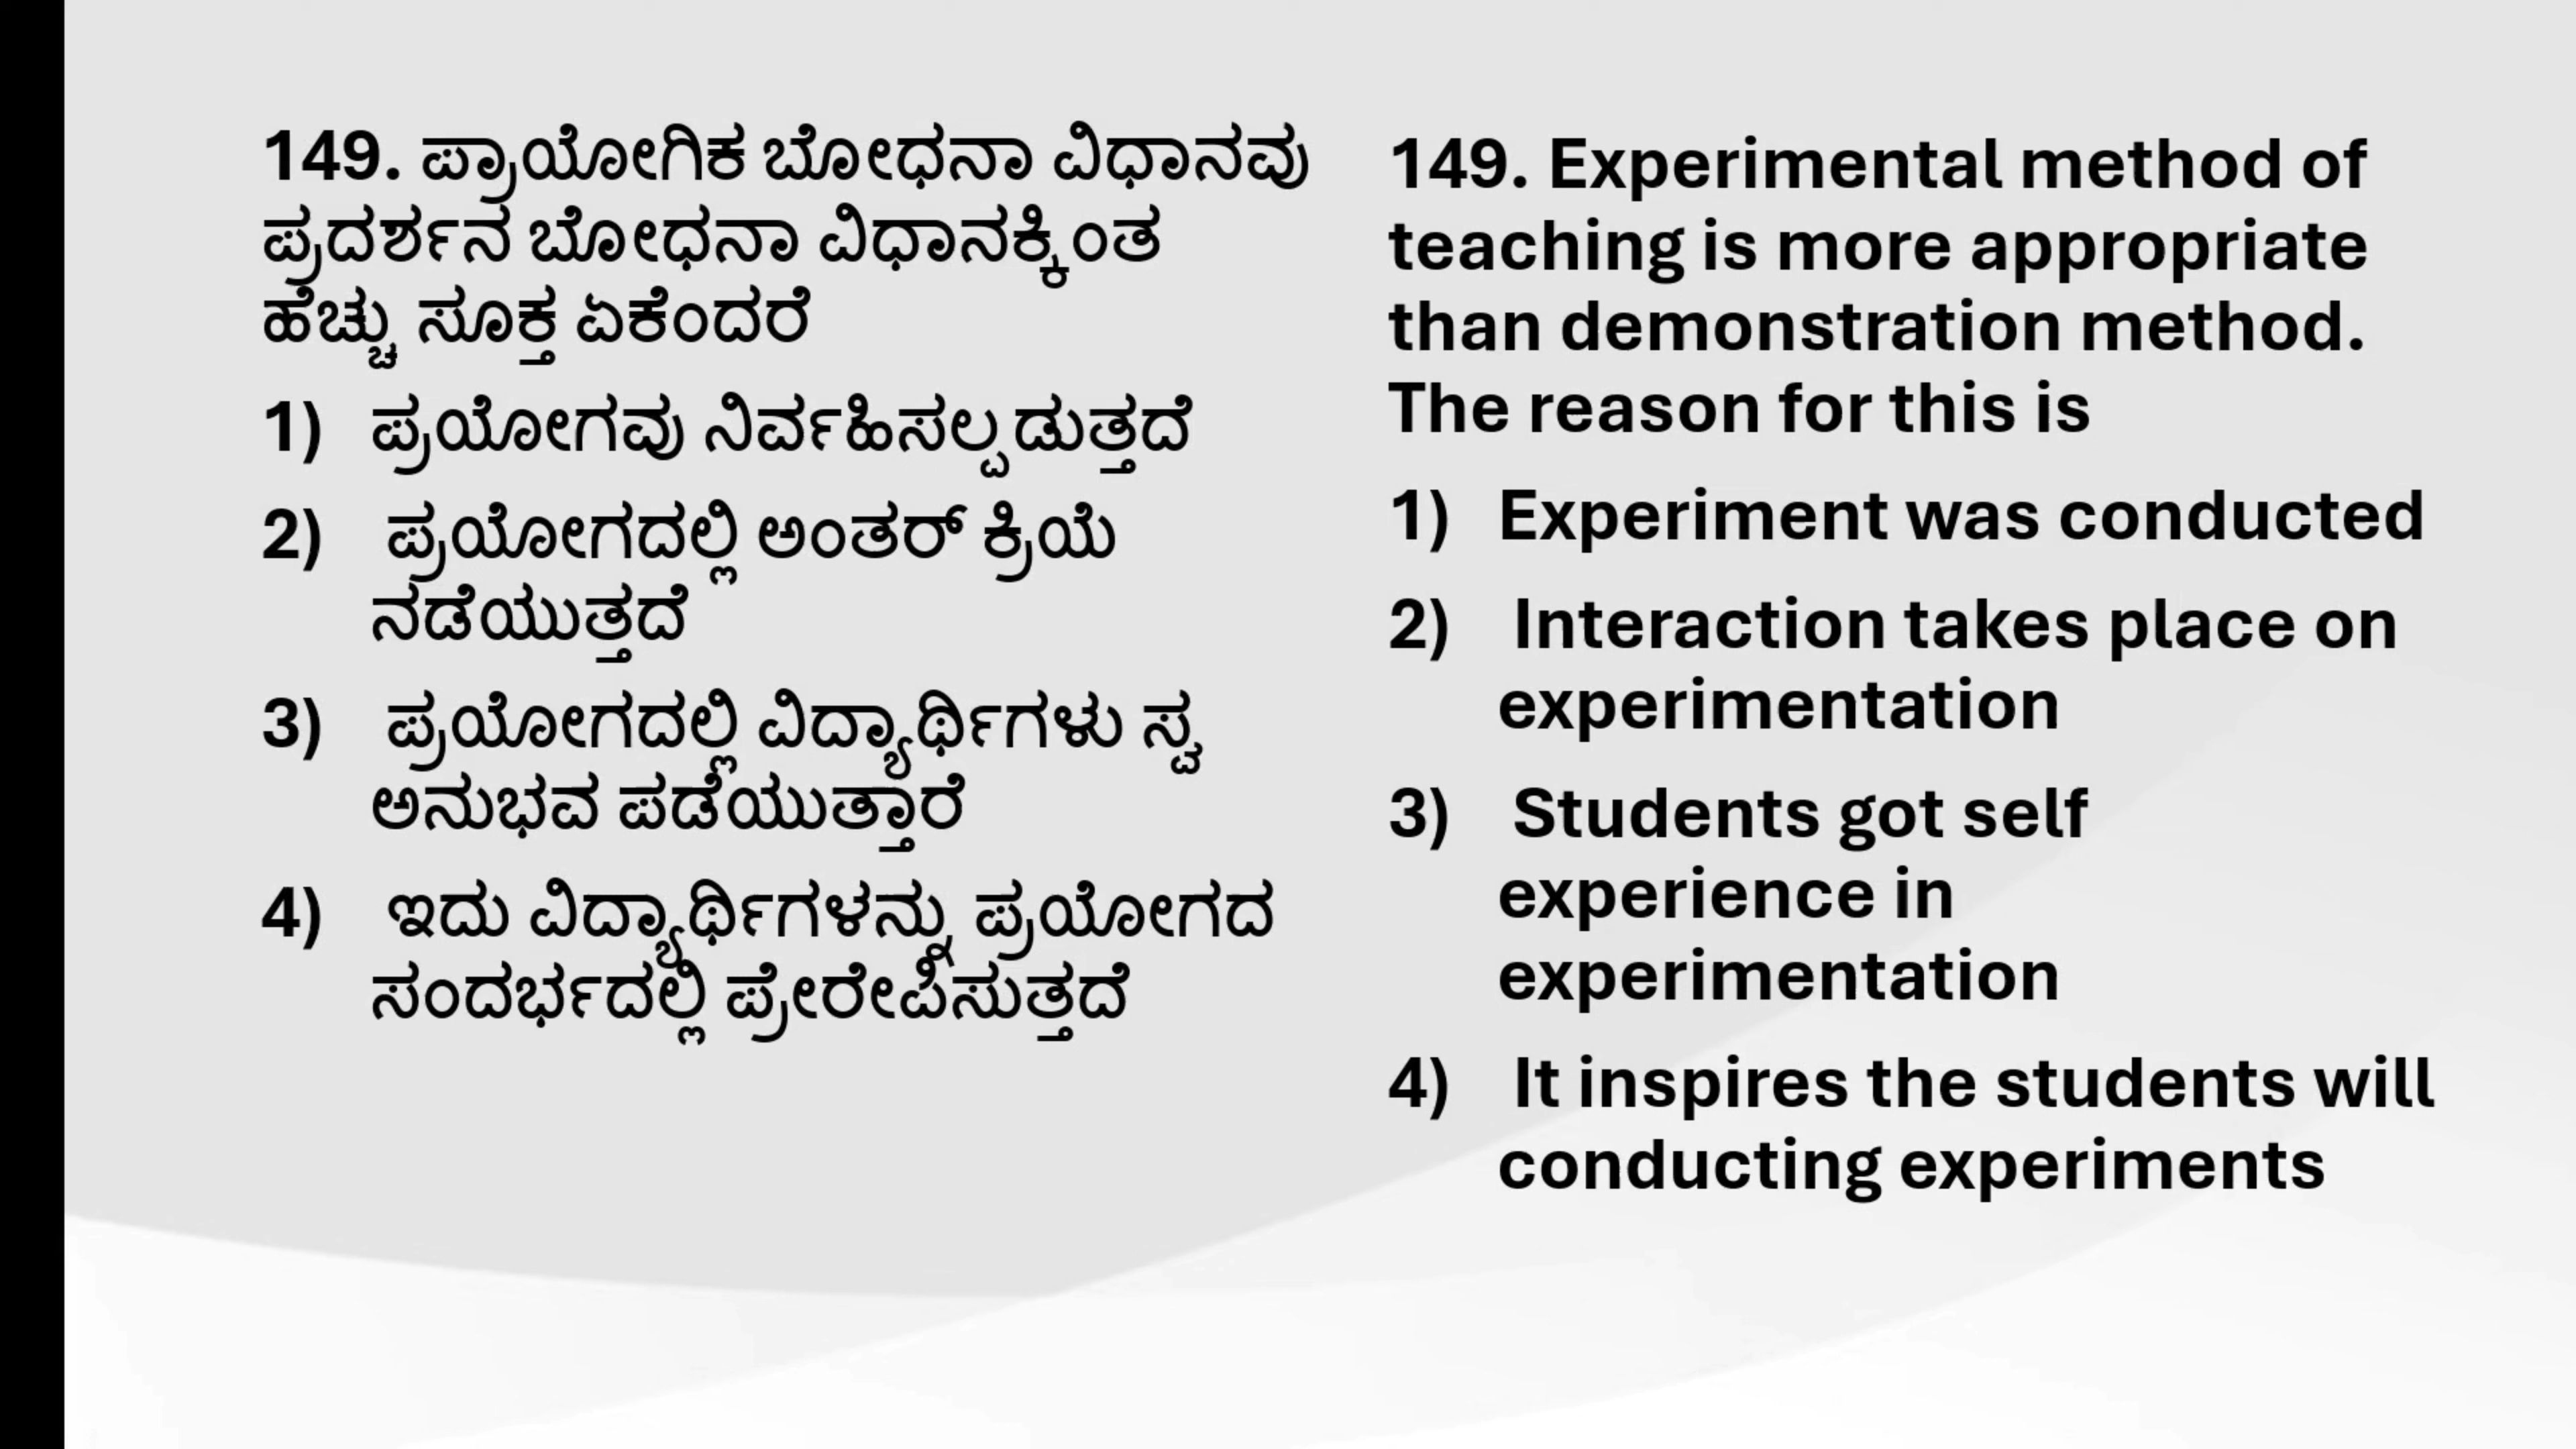 149. ಪ್ರಾಯೋಗಿಕ ಬೋಧನಾ ವಿಧಾನವು
ಪ್ರದರ್ಶನ ಬೋಧನಾ ವಿಧಾನಕ್ಕಿಂತ
ಹೆಚ್ಚು ಸೂಕ್ತ ಏಕೆಂದರೆ
1) ಪ್ರಯೋಗವು ನಿರ್ವಹಿಸಲ್ಪಡುತ್ತದೆ
2) ಪ್ರಯೋಗದಲ್ಲಿ ಅಂತರ್ ಕ್ರಿಯೆ
ನಡೆಯುತ್ತದೆ
3) ಪ್ರಯೋಗದಲ್ಲಿ ವಿದ್ಯಾರ್ಥಿಗಳು ಸ್ವ
ಅನುಭವ ಪಡೆಯುತ್ತಾರೆ
4) ಇದು ವಿದ್ಯಾರ್ಥಿಗಳನ್ನು ಪ್ರಯೋಗದ
ಸಂದರ್ಭದಲ್ಲಿ ಪ್ರೇರೇಪಿಸುತ್ತದೆ
149. Experimental method of
teaching is more appropriate
than demonstration method.
The reason for this is
1) Experiment was conducted
2) Interaction takes place on
experimentation
3) Students got self
experience in
experimentation
4) It inspires the students will
conducting experiments